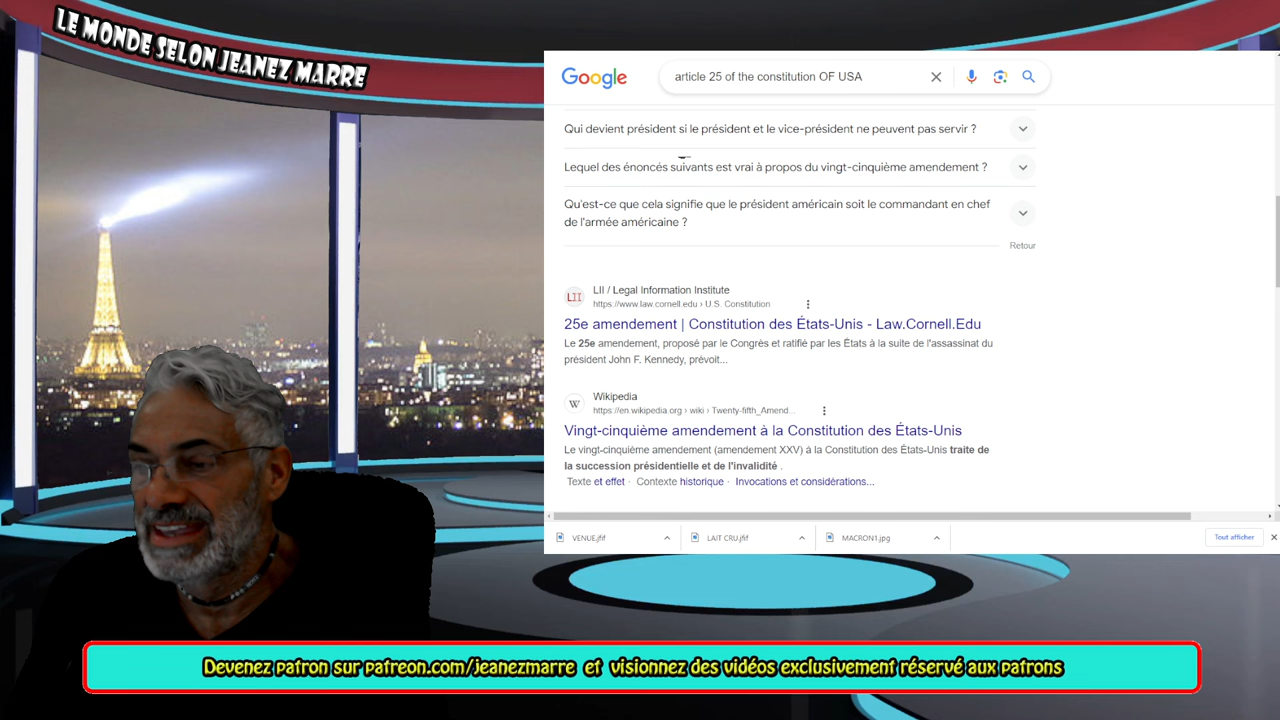 LE MONDE SELON JEANEZ MARRE
Google
article 25 of the constitution OF USA
Qui devient président si le président et le vice-président ne peuvent pas servir ?
Lequel des énoncés suivants est vrai à propos du vingt-cinquième amendement ?
Qu'est-ce que cela signifie que le président américain soit le commandant en chef
de l'armée américaine ?
Retour
LII
LII / Legal Information Institute
https://www.law.cornell.edu › U.S. Constitution
25e amendement | Constitution des États-Unis - Law.Cornell.Edu
Le 25e amendement, proposé par le Congrès et ratifié par les États à la suite de l'assassinat du
président John F. Kennedy, prévoit...
W
Wikipedia
https://en.wikipedia.org › wiki › Twenty-fifth_Amend...
Vingt-cinquième amendement à la Constitution des États-Unis
Le vingt-cinquième amendement (amendement XXV) à la Constitution des États-Unis traite de
la succession présidentielle et de l'invalidité .
Texte et effet · Contexte historique · Invocations et considérations...
VENUE.jfif
LAIT CRU.jfif
MACRON1.jpg
Tout afficher
Devenez patron sur patreon.com/jeanezmarre et visionnez des vidéos exclusivement réservé aux patrons